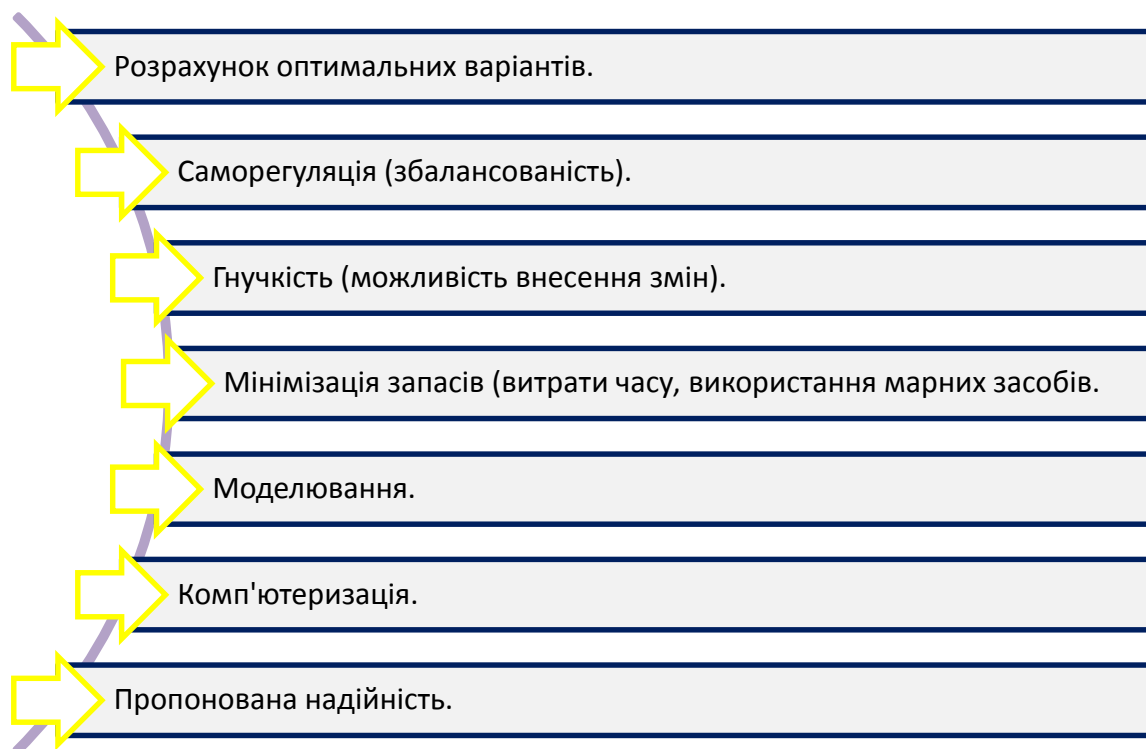 Розрахунок оптимальних варіантів.
Саморегуляція (збалансованість).
Гнучкість (можливість внесення змін).
Мінімізація запасів (витрати часу, використання марних засобів.
Моделювання.
Комп'ютеризація.
Пропонована надійність.